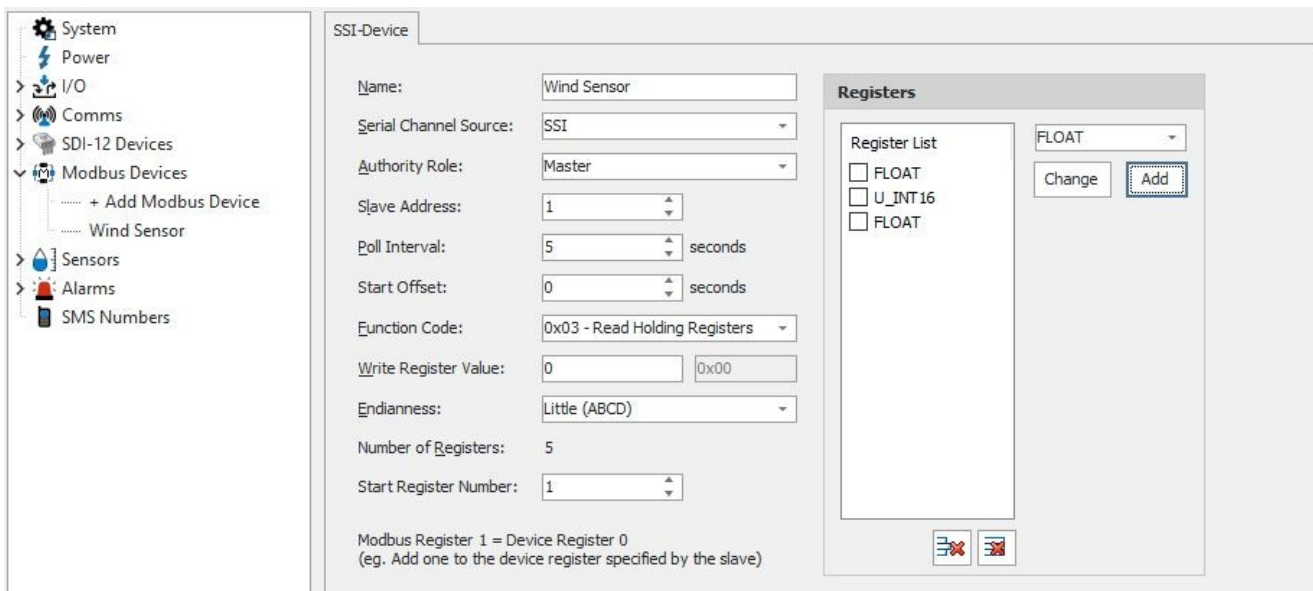 System
Power
I/O
Comms
SDI-12 Devices
Modbus Devices
+ Add Modbus Device
Wind Sensor
Sensors
Alarms
SMS Numbers
SSI-Device
Name: Wind Sensor
Serial Channel Source: SSI
Authority Role: Master
Slave Address: 1
Poll Interval: 5 seconds
Start Offset: 0 seconds
Function Code: 0x03 - Read Holding Registers
Write Register Value: 0 0x00
Endianness: Little (ABCD)
Number of Registers: 5
Start Register Number: 1
Modbus Register 1 = Device Register 0
(eg. Add one to the device register specified by the slave)
Registers
Register List
FLOAT
U_INT16
FLOAT
FLOAT
Change Add